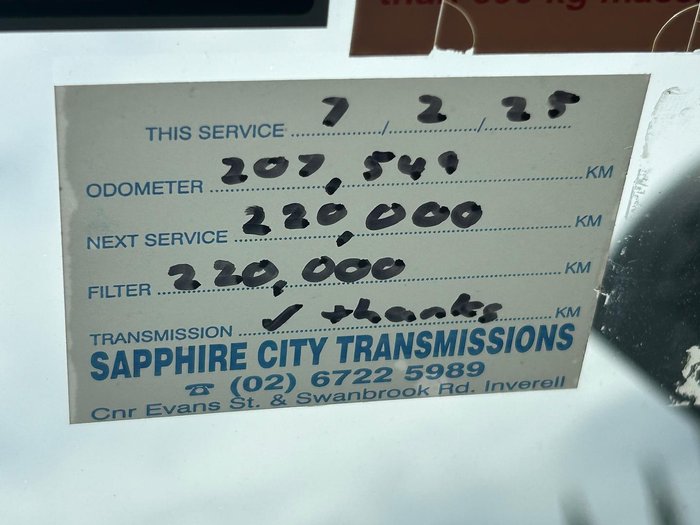 THIS SERVICE 7 / 2 / 25
ODOMETER 207,549 KM
NEXT SERVICE 220,000 KM
FILTER 220,000 KM
TRANSMISSION ✓ thanks KM
SAPPHIRE CITY TRANSMISSIONS
☎ (02) 6722 5989
Cnr Evans St. & Swanbrook Rd. Inverell